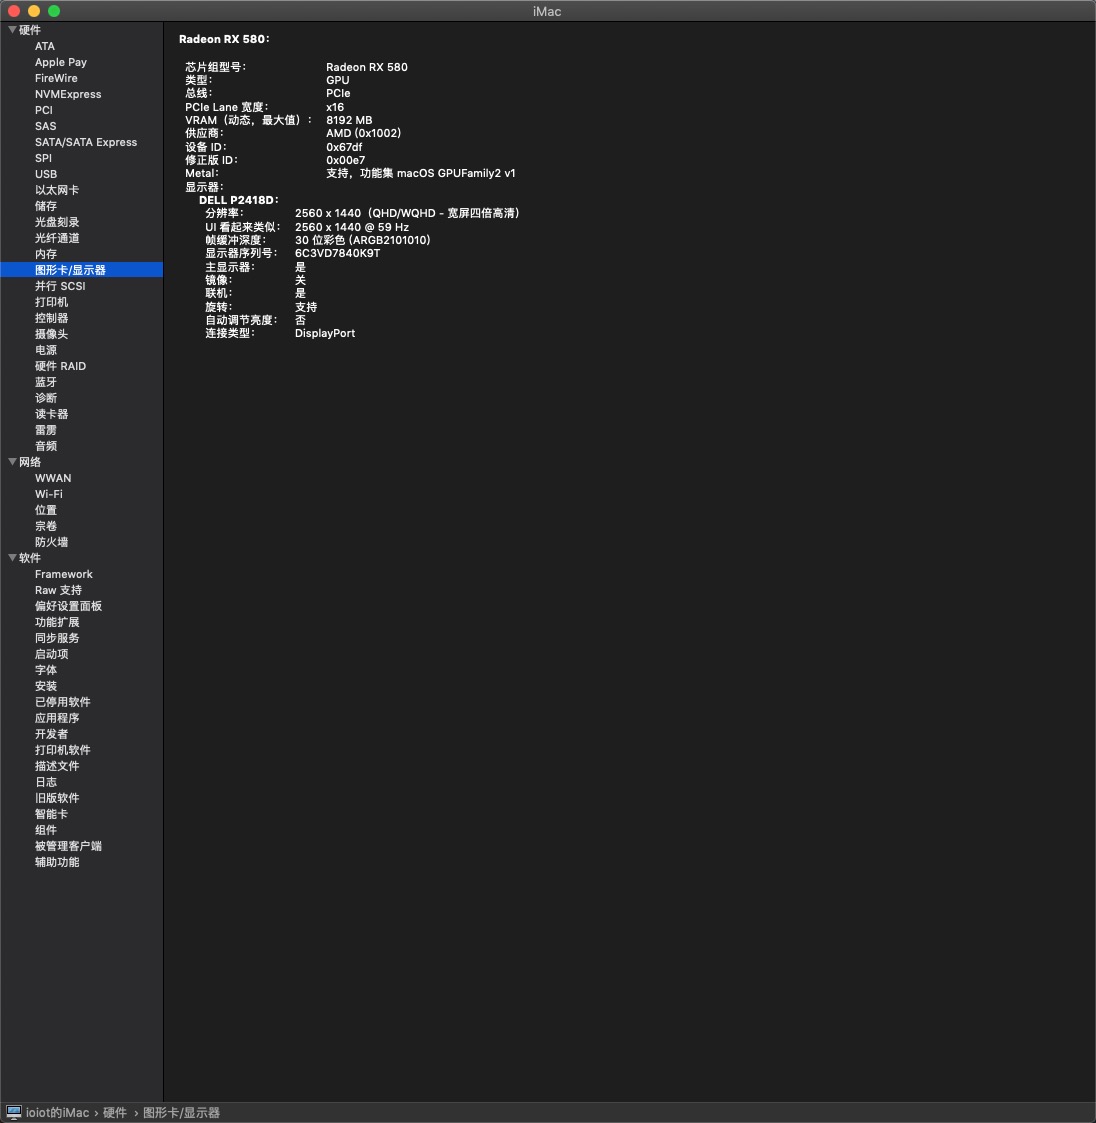 iMac
硬件
ATA
Apple Pay
FireWire
NVMExpress
PCI
SAS
SATA/SATA Express
SPI
USB
以太网卡
储存
光盘刻录
光纤通道
内存
图形卡/显示器
并行 SCSI
打印机
控制器
摄像头
电源
硬件 RAID
蓝牙
诊断
读卡器
雷雳
音频
网络
WWAN
Wi-Fi
位置
宗卷
防火墙
软件
Framework
Raw 支持
偏好设置面板
功能扩展
同步服务
启动项
字体
安装
已停用软件
应用程序
开发者
打印机软件
描述文件
日志
旧版软件
智能卡
组件
被管理客户端
辅助功能
Radeon RX 580：
芯片组型号： Radeon RX 580
类型： GPU
总线： PCIe
PCIe Lane 宽度： x16
VRAM（动态，最大值）： 8192 MB
供应商： AMD (0x1002)
设备 ID： 0x67df
修正版 ID： 0x00e7
Metal： 支持，功能集 macOS GPUFamily2 v1
显示器：
DELL P2418D：
分辨率： 2560 x 1440（QHD/WQHD - 宽屏四倍高清）
UI 看起来类似： 2560 x 1440 @ 59 Hz
帧缓冲深度： 30 位彩色 (ARGB2101010)
显示器序列号： 6C3VD7840K9T
主显示器： 是
镜像： 关
联机： 是
旋转： 支持
自动调节亮度： 否
连接类型： DisplayPort
ioiot的iMac › 硬件 › 图形卡/显示器